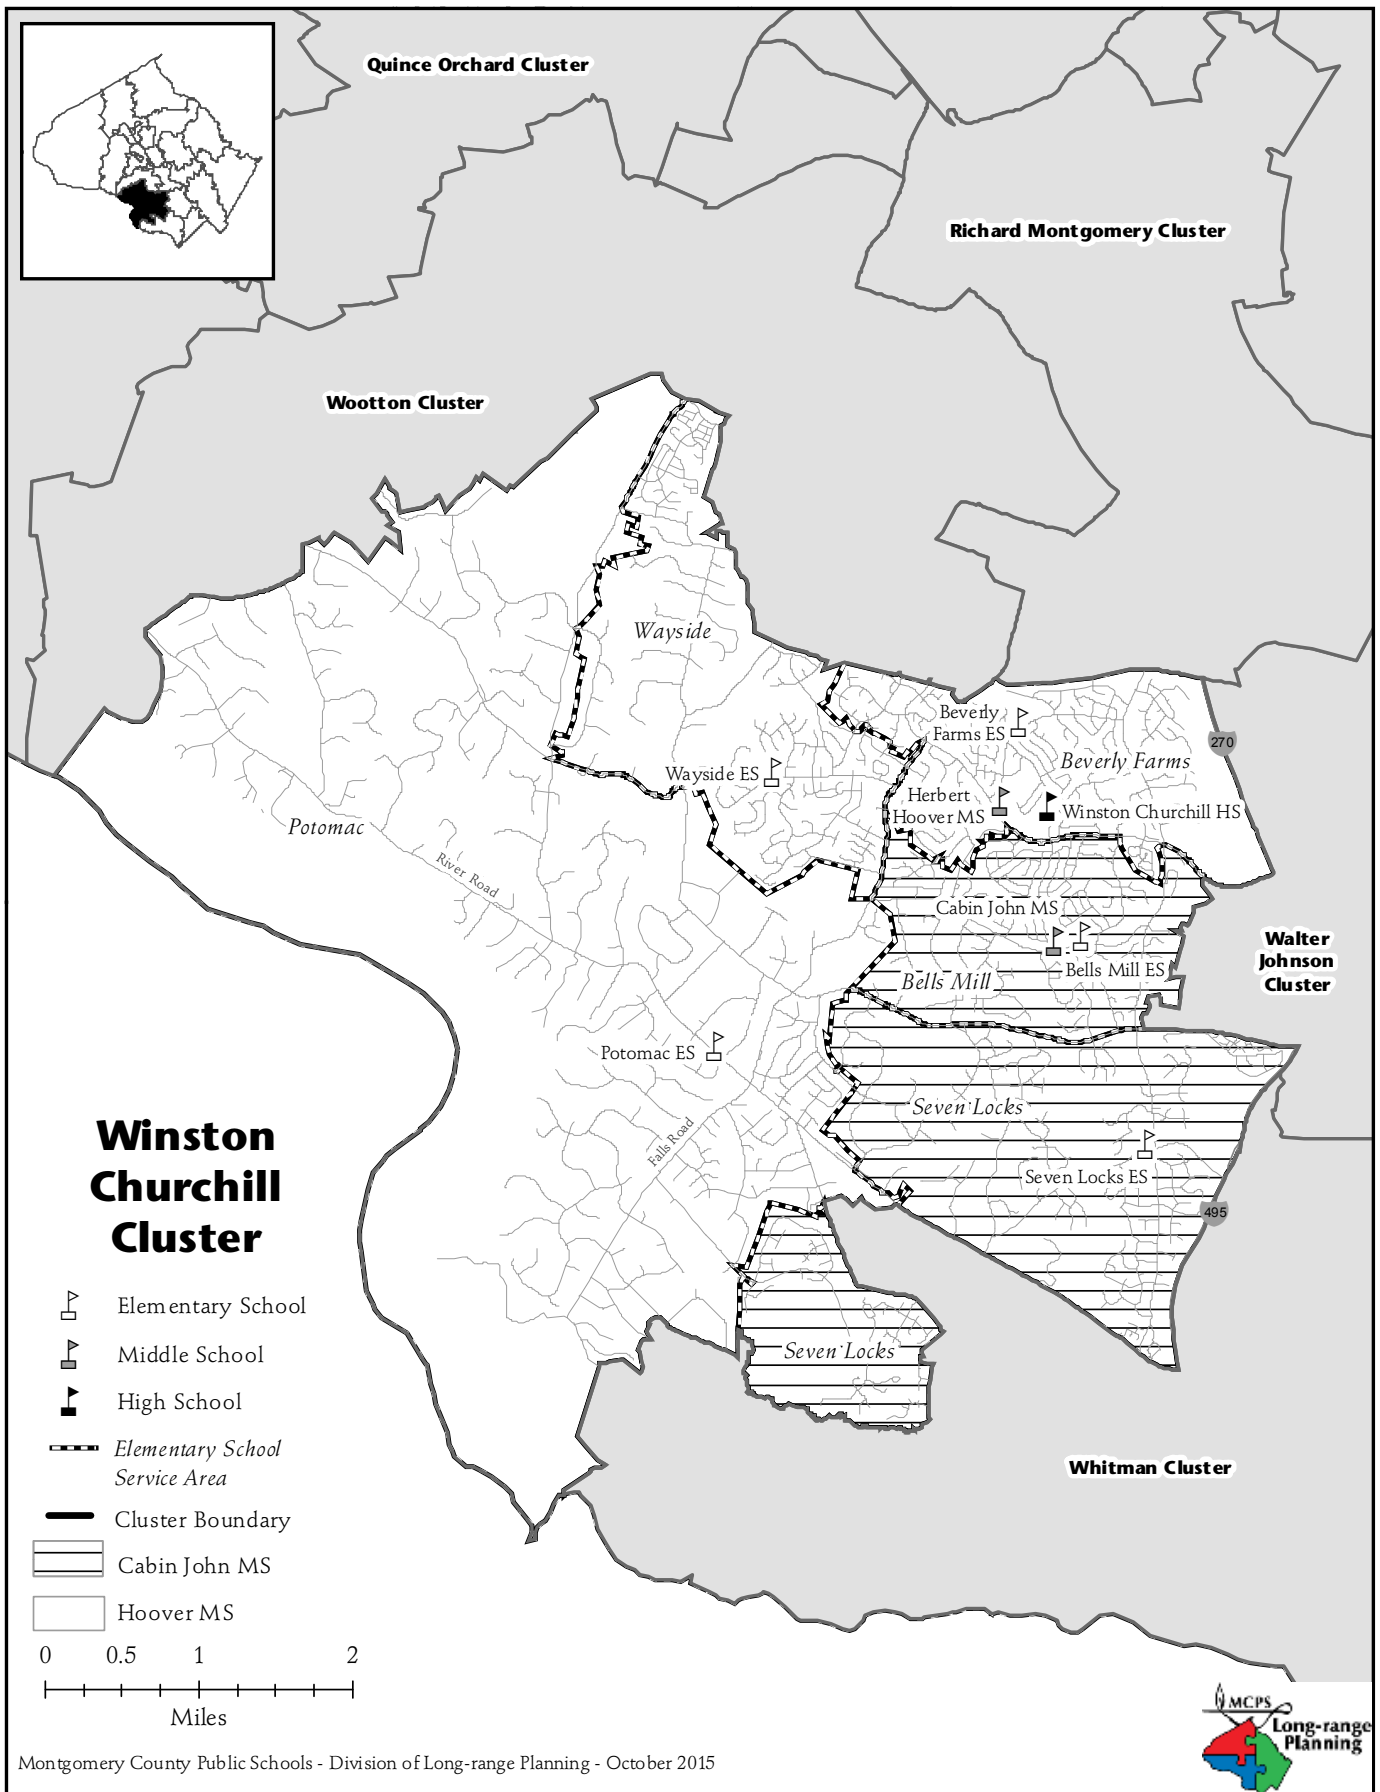 Quince Orchard Cluster
Richard Montgomery Cluster
Wootton Cluster
Wayside
Beverly
Farms ES
270
Beverly Farms
Wayside ES
Herbert
Hoover MS
Winston Churchill HS
Potomac
River Road
Cabin John MS
Walter
Johnson
Cluster
Bells Mill ES
Bells Mill
Potomac ES
Seven Locks
Falls Road
Seven Locks ES
495
Seven Locks
Whitman Cluster
Winston
Churchill
Cluster
Elementary School
Middle School
High School
Elementary School
Service Area
Cluster Boundary
Cabin John MS
Hoover MS
0 0.5 1 2
Miles
MCPS
Long-range
Planning
Montgomery County Public Schools - Division of Long-range Planning - October 2015